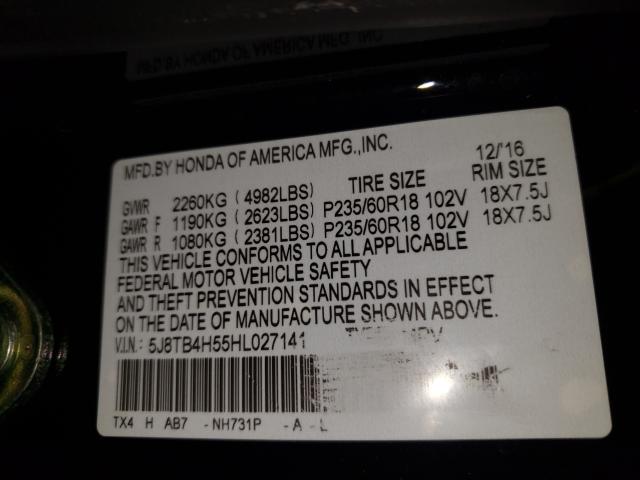 MFD.BY HONDA OF AMERICA MFG.,INC.
12/'16
TIRE SIZE RIM SIZE
GVWR 2260KG ( 4982LBS)
GAWR F 1190KG ( 2623LBS) P235/60R18 102V 18X7.5J
GAWR R 1080KG ( 2381LBS) P235/60R18 102V 18X7.5J
THIS VEHICLE CONFORMS TO ALL APPLICABLE
FEDERAL MOTOR VEHICLE SAFETY
AND THEFT PREVENTION STANDARDS IN EFFECT
ON THE DATE OF MANUFACTURE SHOWN ABOVE.
V.I.N.: 5J8TB4H55HL027141
TX4 H AB7 - NH731P - A - L